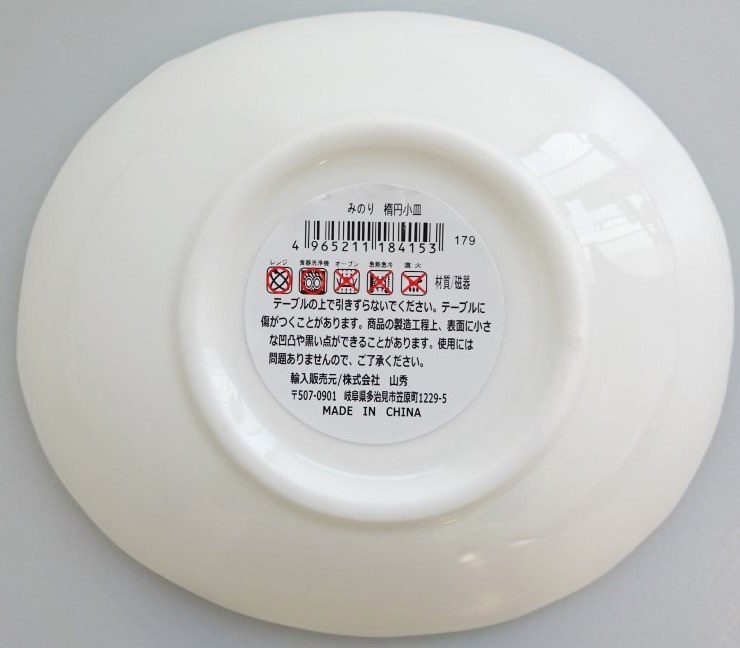 みのり 楕円小皿
4 965211 184153 179
レンジ 食器洗浄機 オーブン 急熱急冷 直火
材質/磁器
テーブルの上で引きずらないでください。テーブルに
傷がつくことがあります。商品の製造工程上、表面に小さ
な凹凸や黒い点ができることがあります。使用には
問題ありませんので、ご了承ください。
輸入販売元/株式会社 山秀
〒507-0901 岐阜県多治見市笠原町1229-5
MADE IN CHINA